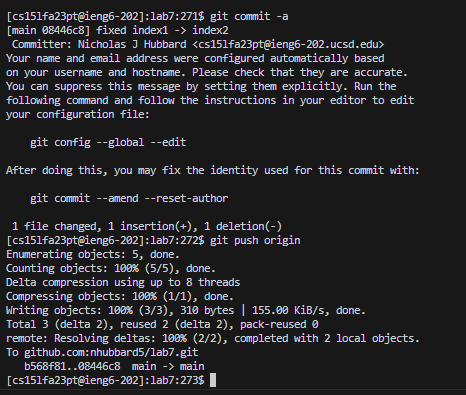 [cs15lfa23pt@ieng6-202]:lab7:271$ git commit -a
[main 08446c8] fixed index1 -> index2
 Committer: Nicholas J Hubbard <cs15lfa23pt@ieng6-202.ucsd.edu>
Your name and email address were configured automatically based
on your username and hostname. Please check that they are accurate.
You can suppress this message by setting them explicitly. Run the
following command and follow the instructions in your editor to edit
your configuration file:

    git config --global --edit

After doing this, you may fix the identity used for this commit with:

    git commit --amend --reset-author

 1 file changed, 1 insertion(+), 1 deletion(-)
[cs15lfa23pt@ieng6-202]:lab7:272$ git push origin
Enumerating objects: 5, done.
Counting objects: 100% (5/5), done.
Delta compression using up to 8 threads
Compressing objects: 100% (1/1), done.
Writing objects: 100% (3/3), 310 bytes | 155.00 KiB/s, done.
Total 3 (delta 2), reused 2 (delta 2), pack-reused 0
remote: Resolving deltas: 100% (2/2), completed with 2 local objects.
To github.com:nhubbard5/lab7.git
   b568f81..08446c8  main -> main
[cs15lfa23pt@ieng6-202]:lab7:273$